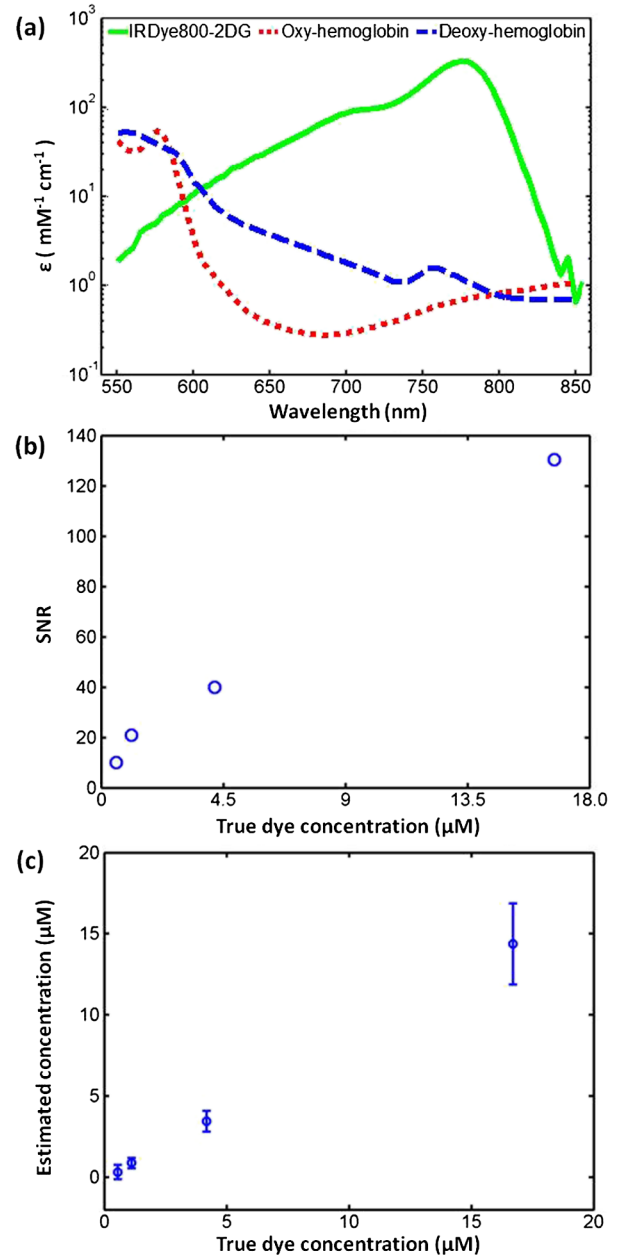 (a)
IRDye800-2DG Oxy-hemoglobin Deoxy-hemoglobin
10³
10²
10¹
10⁰
10⁻¹
ε ( mM⁻¹ cm⁻¹ )
550 600 650 700 750 800 850
Wavelength (nm)
(b)
140
120
100
80
60
40
20
0
SNR
0 4.5 9 13.5 18.0
True dye concentration (μM)
(c)
20
15
10
5
0
Estimated concentration (μM)
0 5 10 15 20
True dye concentration (μM)